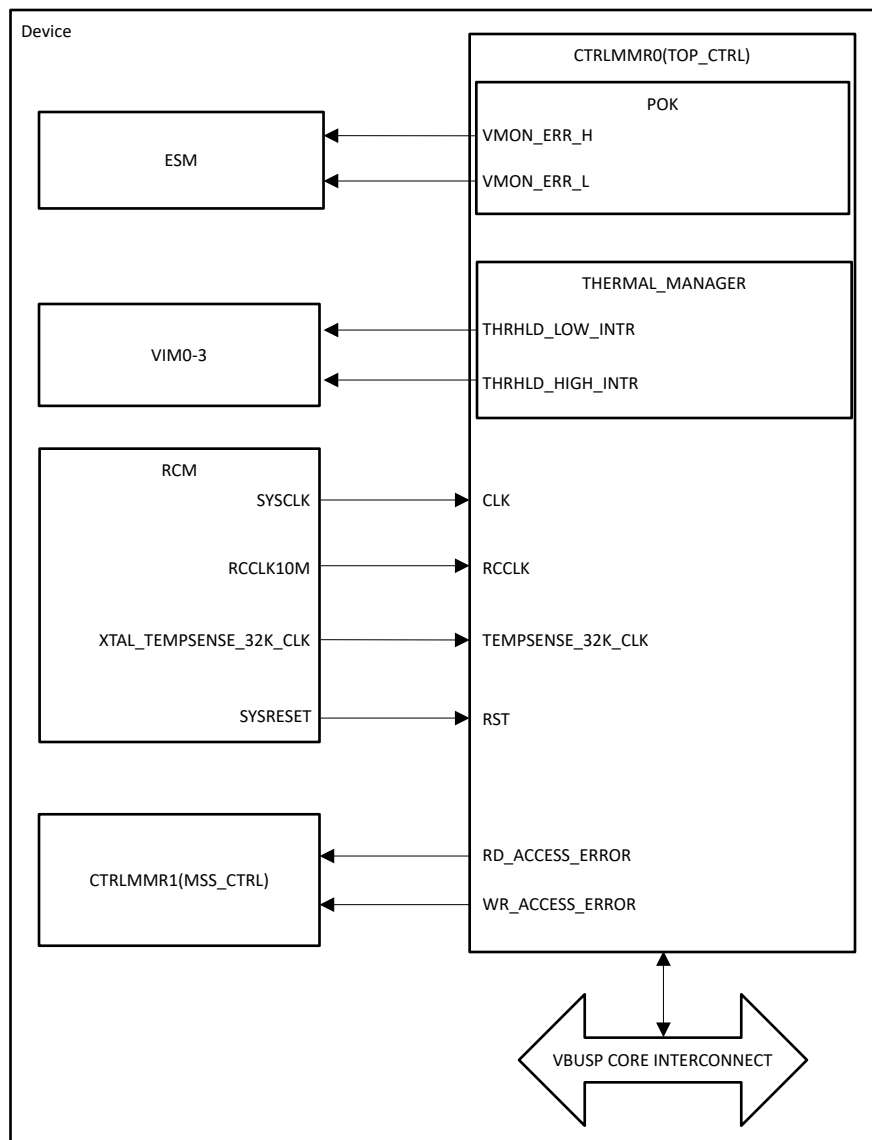 Device
CTRLMMR0(TOP_CTRL)
POK
VMON_ERR_H
ESM
VMON_ERR_L
THERMAL_MANAGER
THRHLD_LOW_INTR
VIM0-3
THRHLD_HIGH_INTR
RCM
SYSCLK
CLK
RCCLK10M
RCCLK
XTAL_TEMPSENSE_32K_CLK
TEMPSENSE_32K_CLK
SYSRESET
RST
RD_ACCESS_ERROR
CTRLMMR1(MSS_CTRL)
WR_ACCESS_ERROR
VBUSP CORE INTERCONNECT